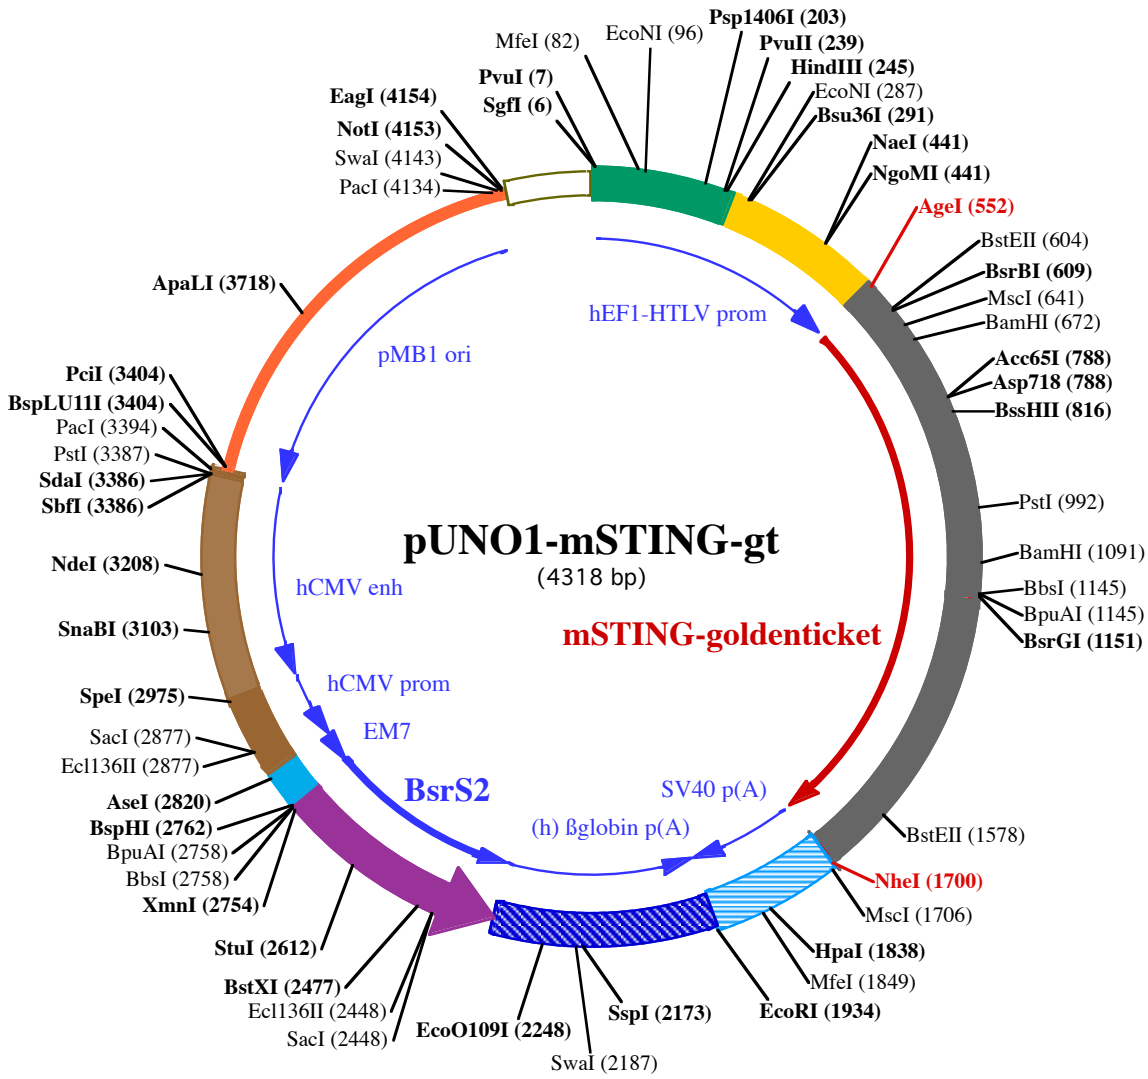 Psp1406I (203)
EcoNI (96)
MfeI (82)
PvuII (239)
HindIII (245)
PvuI (7)
EcoNI (287)
SgfI (6)
Bsu36I (291)
EagI (4154)
NotI (4153)
SwaI (4143)
PacI (4134)
NaeI (441)
NgoMI (441)
AgeI (552)
BstEII (604)
BsrBI (609)
MscI (641)
BamHI (672)
Acc65I (788)
Asp718 (788)
BssHII (816)
PstI (992)
BamHI (1091)
BbsI (1145)
BpuAI (1145)
BsrGI (1151)
BstEII (1578)
NheI (1700)
MscI (1706)
HpaI (1838)
MfeI (1849)
EcoRI (1934)
SspI (2173)
SwaI (2187)
EcoO109I (2248)
SacI (2448)
Ecl136II (2448)
BstXI (2477)
StuI (2612)
XmnI (2754)
BbsI (2758)
BpuAI (2758)
BspHI (2762)
AseI (2820)
Ecl136II (2877)
SacI (2877)
SpeI (2975)
SnaBI (3103)
NdeI (3208)
SbfI (3386)
SdaI (3386)
PstI (3387)
PacI (3394)
BspLU11I (3404)
PciI (3404)
ApaLI (3718)
hEF1-HTLV prom
pMB1 ori
pUNO1-mSTING-gt
(4318 bp)
mSTING-goldenticket
hCMV enh
hCMV prom
EM7
BsrS2
SV40 p(A)
(h) ßglobin p(A)